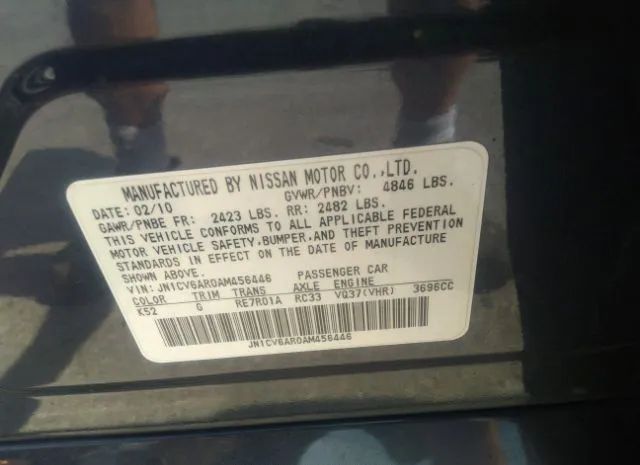 MANUFACTURED BY NISSAN MOTOR CO.,LTD.
DATE: 02/10 GVWR/PNBV: 4846 LBS.
GAWR/PNBE FR: 2423 LBS. RR: 2482 LBS.
THIS VEHICLE CONFORMS TO ALL APPLICABLE FEDERAL
MOTOR VEHICLE SAFETY, BUMPER, AND THEFT PREVENTION
STANDARDS IN EFFECT ON THE DATE OF MANUFACTURE
SHOWN ABOVE.
VIN: JN1CV6AR0AM456446 PASSENGER CAR
COLOR TRIM TRANS AXLE ENGINE
K52 G RE7R01A RC33 VQ37(VHR) 3696CC
JN1CV6AR0AM456446